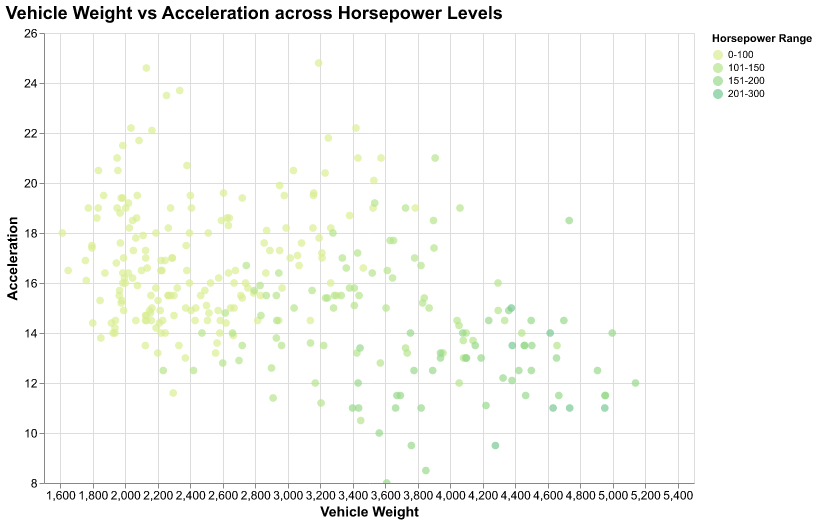 Vehicle Weight vs Acceleration across Horsepower Levels
Horsepower Range
0-100
101-150
151-200
201-300
Acceleration
26
24
22
20
18
16
14
12
10
8
1,600 1,800 2,000 2,200 2,400 2,600 2,800 3,000 3,200 3,400 3,600 3,800 4,000 4,200 4,400 4,600 4,800 5,000 5,200 5,400
Vehicle Weight